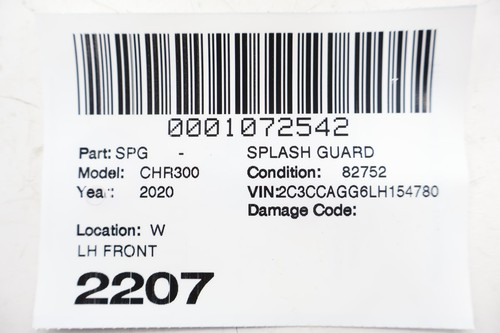 0001072542
Part: SPG - SPLASH GUARD
Model: CHR300 Condition: 82752
Year: 2020 VIN:2C3CCAGG6LH154780
Damage Code:
Location: W
LH FRONT
2207